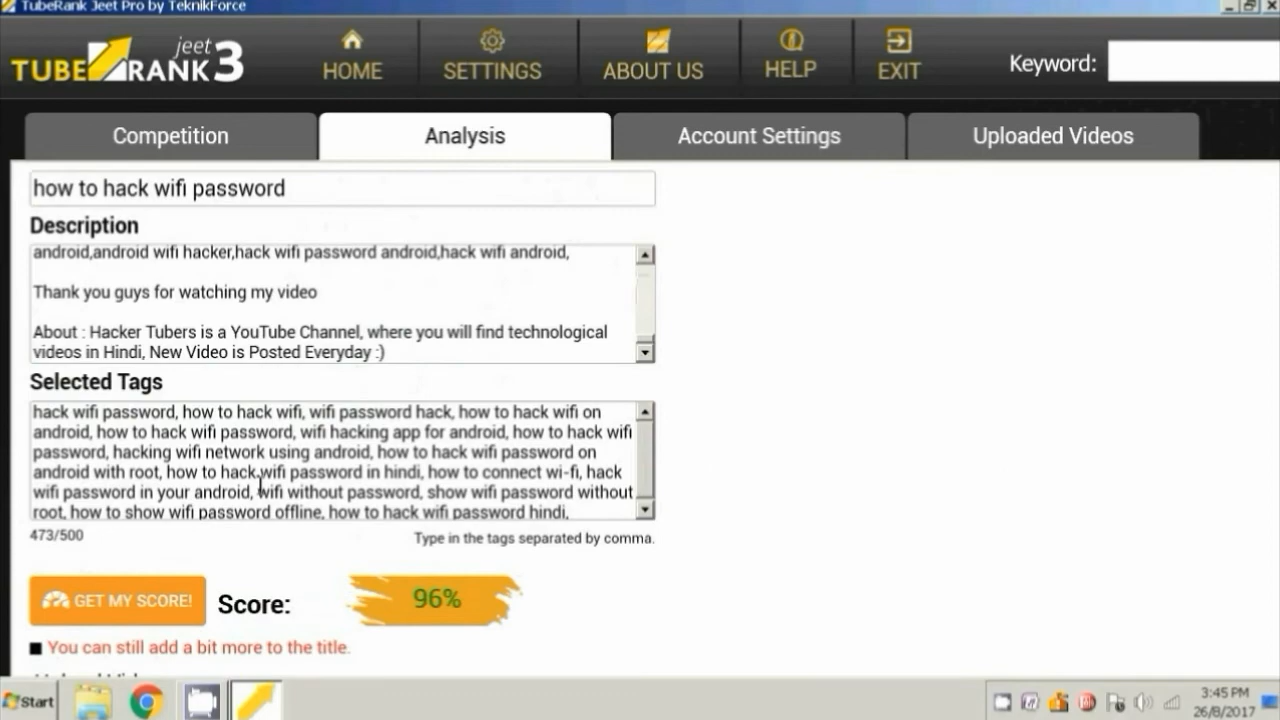 TubeRank Jeet Pro by TeknikForce
TUBE RANK jeet 3
HOME
SETTINGS
ABOUT US
HELP
EXIT
Keyword:
Competition
Analysis
Account Settings
Uploaded Videos
how to hack wifi password
Description
android,android wifi hacker,hack wifi password android,hack wifi android,
Thank you guys for watching my video
About : Hacker Tubers is a YouTube Channel, where you will find technological
videos in Hindi, New Video is Posted Everyday :)
Selected Tags
hack wifi password, how to hack wifi, wifi password hack, how to hack wifi on
android, how to hack wifi password, wifi hacking app for android, how to hack wifi
password, hacking wifi network using android, how to hack wifi password on
android with root, how to hack wifi password in hindi, how to connect wi-fi, hack
wifi password in your android, wifi without password, show wifi password without
root, how to show wifi password offline, how to hack wifi password hindi,
473/500
Type in the tags separated by comma.
GET MY SCORE!
Score:
96%
You can still add a bit more to the title.
Start
3:45 PM
26/8/2017